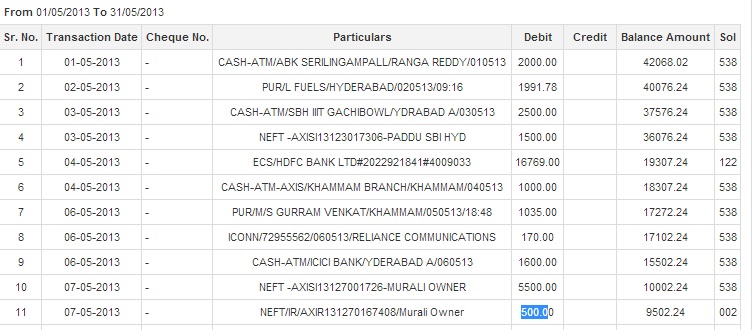 From 01/05/2013 To 31/05/2013
Sr. No. Transaction Date Cheque No. Particulars Debit Credit Balance Amount Sol
1 01-05-2013 - CASH-ATM/ABK SERILINGAMPALL/RANGA REDDY/010513 2000.00 42068.02 538
2 02-05-2013 - PUR/L FUELS/HYDERABAD/020513/09:16 1991.78 40076.24 538
3 03-05-2013 - CASH-ATM/SBH IIIT GACHIBOWL/YDRABAD A/030513 2500.00 37576.24 538
4 03-05-2013 - NEFT -AXISI13123017306-PADDU SBI HYD 1500.00 36076.24 538
5 04-05-2013 - ECS/HDFC BANK LTD#2022921841#4009033 16769.00 19307.24 122
6 04-05-2013 - CASH-ATM-AXIS/KHAMMAM BRANCH/KHAMMAM/040513 1000.00 18307.24 538
7 06-05-2013 - PUR/M/S GURRAM VENKAT/KHAMMAM/050513/18:48 1035.00 17272.24 538
8 06-05-2013 - ICONN/72955562/060513/RELIANCE COMMUNICATIONS 170.00 17102.24 538
9 06-05-2013 - CASH-ATM/ICICI BANK/YDERABAD A/060513 1600.00 15502.24 538
10 07-05-2013 - NEFT -AXISI13127001726-MURALI OWNER 5500.00 10002.24 538
11 07-05-2013 - NEFT/IR/AXIR131270167408/Murali Owner 500.00 9502.24 002